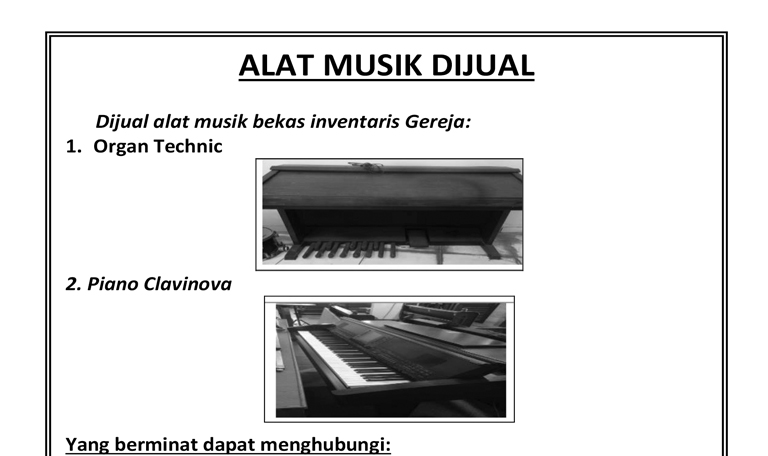 ALAT MUSIK DIJUAL
Dijual alat musik bekas inventaris Gereja:
1. Organ Technic
2. Piano Clavinova
Yang berminat dapat menghubungi: